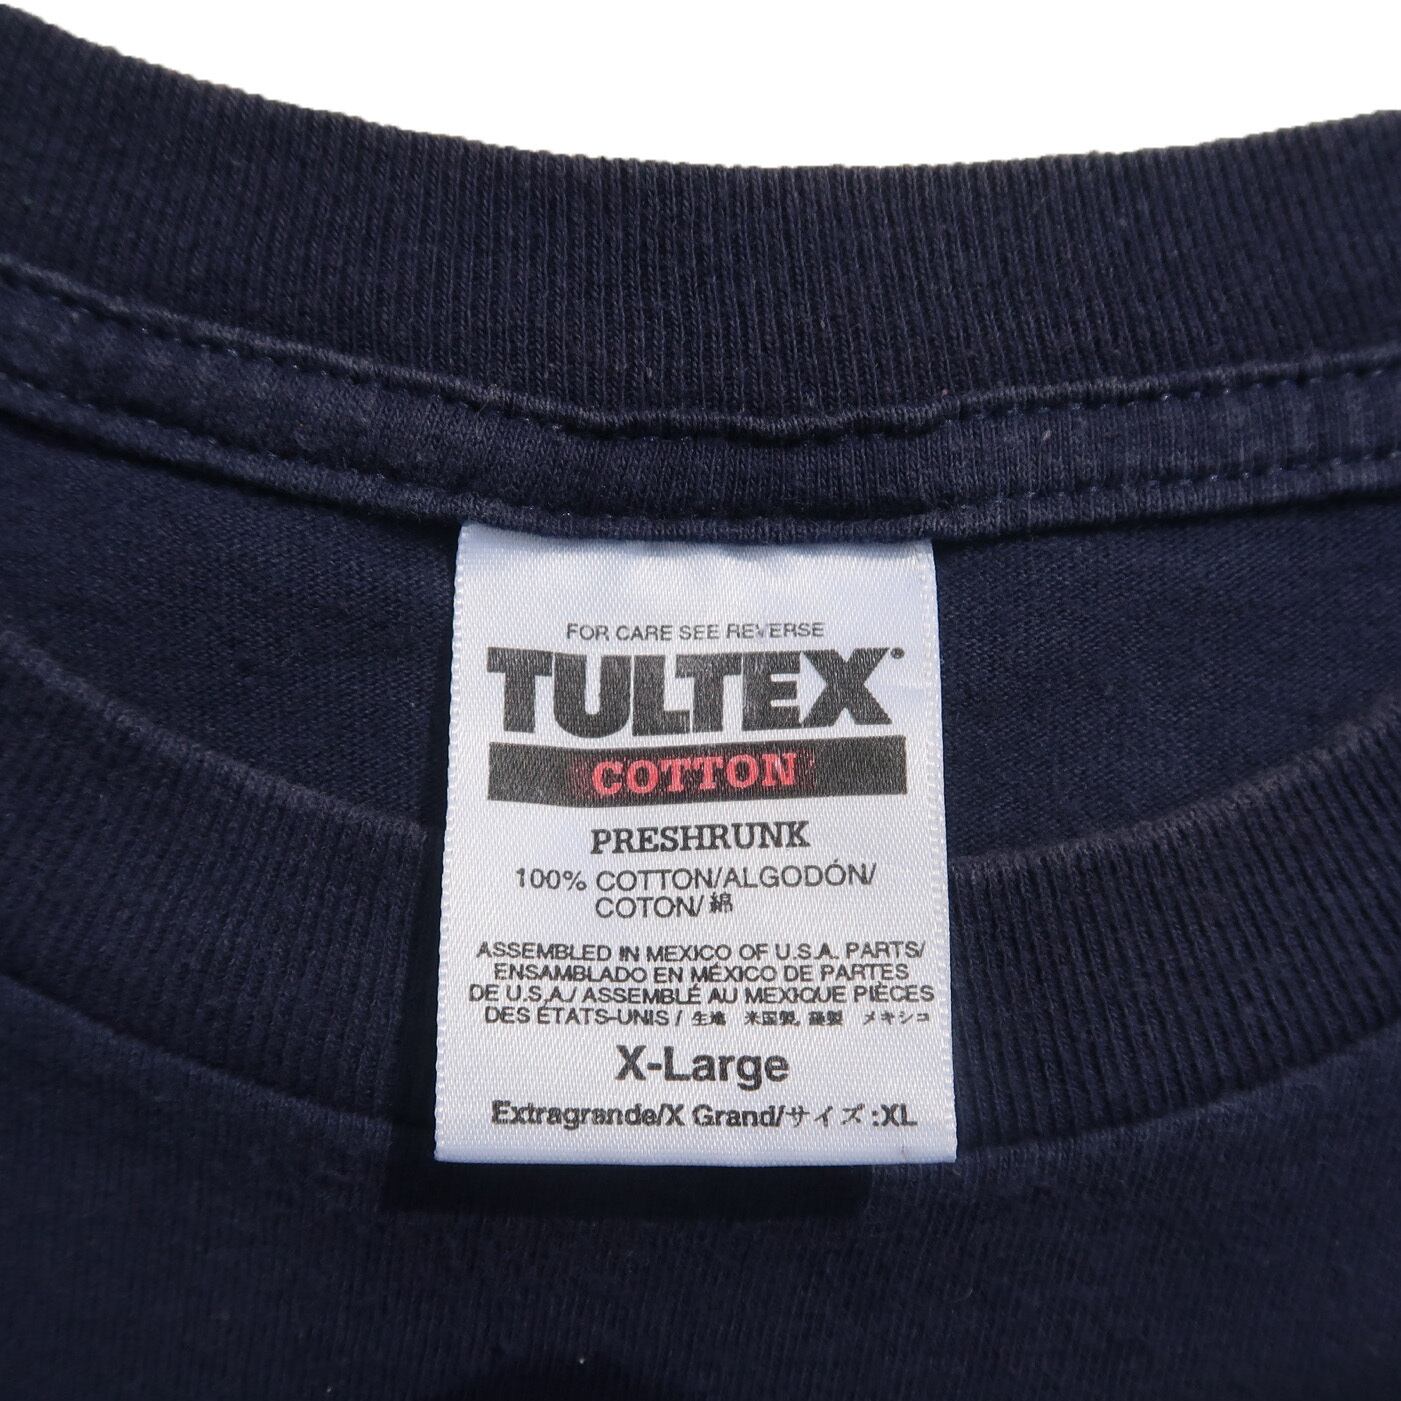 FOR CARE SEE REVERSE
TULTEX
COTTON
PRESHRUNK
100% COTTON/ALGODÓN/
COTON/綿
ASSEMBLED IN MEXICO OF U.S.A. PARTS/
ENSAMBLADO EN MÉXICO DE PARTES
DE U.S.A./ASSEMBLÉ AU MEXIQUE PIÈCES
DES ÉTATS-UNIS / 生地 米国製, 縫製 メキシコ
X-Large
Extragrande/X Grand/サイズ:XL